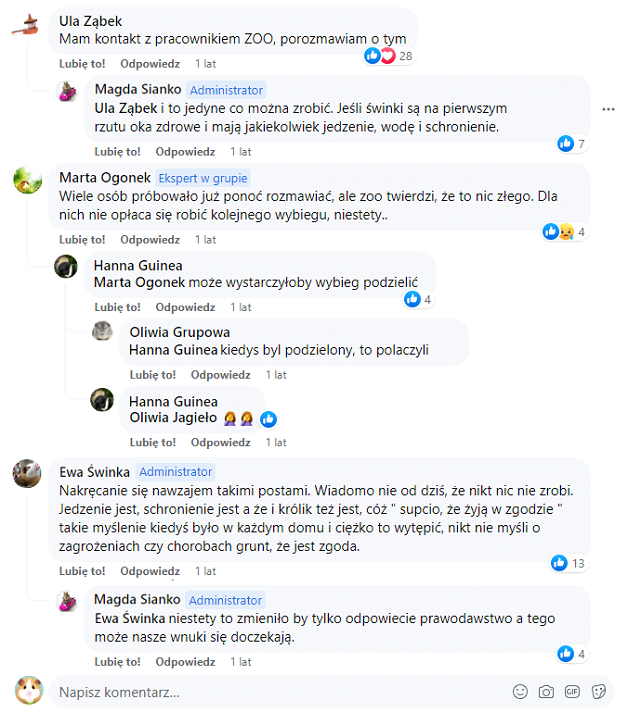 Ula Ząbek
Mam kontakt z pracownikiem ZOO, porozmawiam o tym
28
Lubię to! Odpowiedz 1 lat
Magda Sianko Administrator
Ula Ząbek i to jedyne co można zrobić. Jeśli świnki są na pierwszym
rzutu oka zdrowe i mają jakiekolwiek jedzenie, wodę i schronienie.
7
Lubię to! Odpowiedz 1 lat
Marta Ogonek Ekspert w grupie
Wiele osób próbowało już ponoć rozmawiać, ale zoo twierdzi, że to nic złego. Dla
nich nie opłaca się robić kolejnego wybiegu, niestety..
4
Lubię to! Odpowiedz 1 lat
Hanna Guinea
Marta Ogonek może wystarczyłoby wybieg podzielić
4
Lubię to! Odpowiedz 1 lat
Oliwia Grupowa
Hanna Guinea kiedys byl podzielony, to polaczyli
Lubię to! Odpowiedz 1 lat
Hanna Guinea
Oliwia Jagieło 🤦‍♀️🤦‍♀️
Lubię to! Odpowiedz 1 lat
Ewa Świnka Administrator
Nakręcanie się nawzajem takimi postami. Wiadomo nie od dziś, że nikt nic nie zrobi.
Jedzenie jest, schronienie jest a że i królik też jest, cóż " supcio, że żyją w zgodzie "
takie myślenie kiedyś było w każdym domu i ciężko to wytępić, nikt nie myśli o
zagrożeniach czy chorobach grunt, że jest zgoda.
13
Lubię to! Odpowiedz 1 lat
Magda Sianko Administrator
Ewa Świnka niestety to zmieniło by tylko odpowiecie prawodawstwo a tego
może nasze wnuki się doczekają.
4
Lubię to! Odpowiedz 1 lat
Napisz komentarz...
GIF